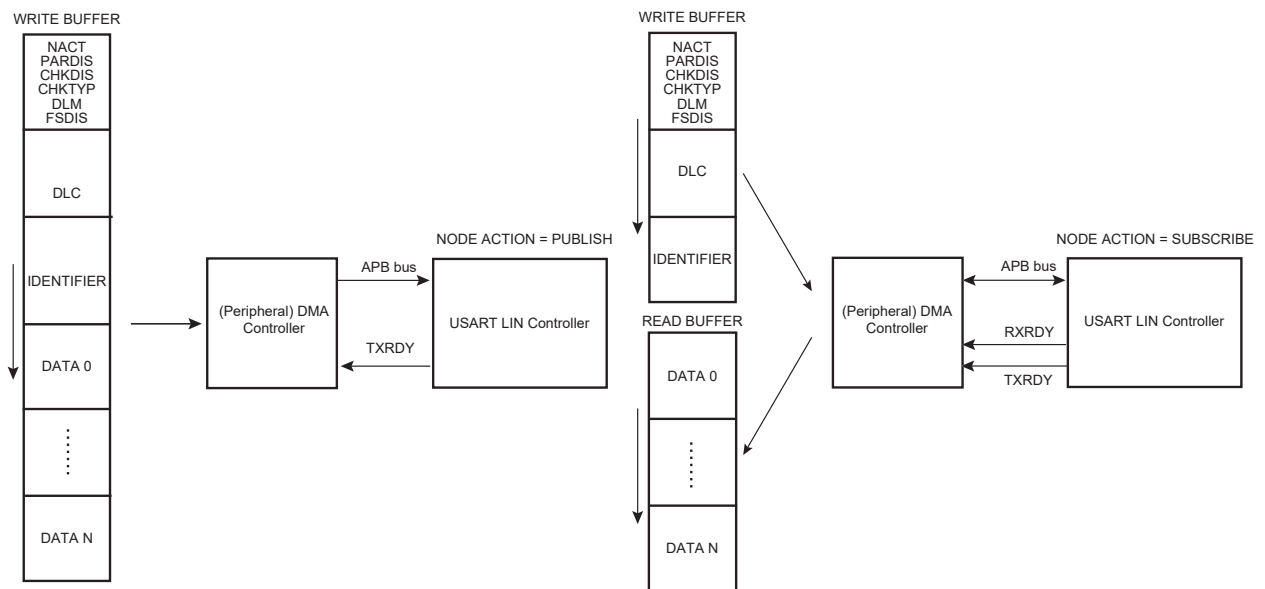 WRITE BUFFER
NACT
PARDIS
CHKDIS
CHKTYP
DLM
FSDIS
DLC
IDENTIFIER
DATA 0
DATA N
(Peripheral) DMA
Controller
APB bus
TXRDY
NODE ACTION = PUBLISH
USART LIN Controller
WRITE BUFFER
NACT
PARDIS
CHKDIS
CHKTYP
DLM
FSDIS
DLC
IDENTIFIER
READ BUFFER
DATA 0
DATA N
(Peripheral) DMA
Controller
APB bus
RXRDY
TXRDY
NODE ACTION = SUBSCRIBE
USART LIN Controller